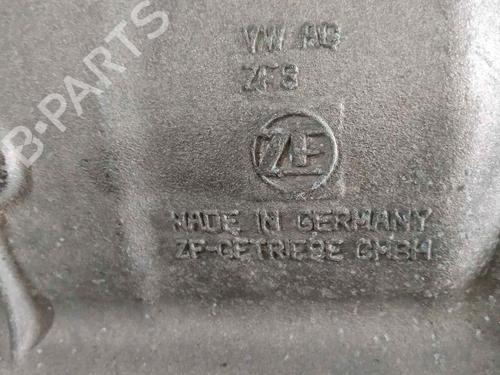 B-PARTS
VW AG
ZF8
ZF
MADE IN GERMANY
ZF-GETRIEBE GMBH